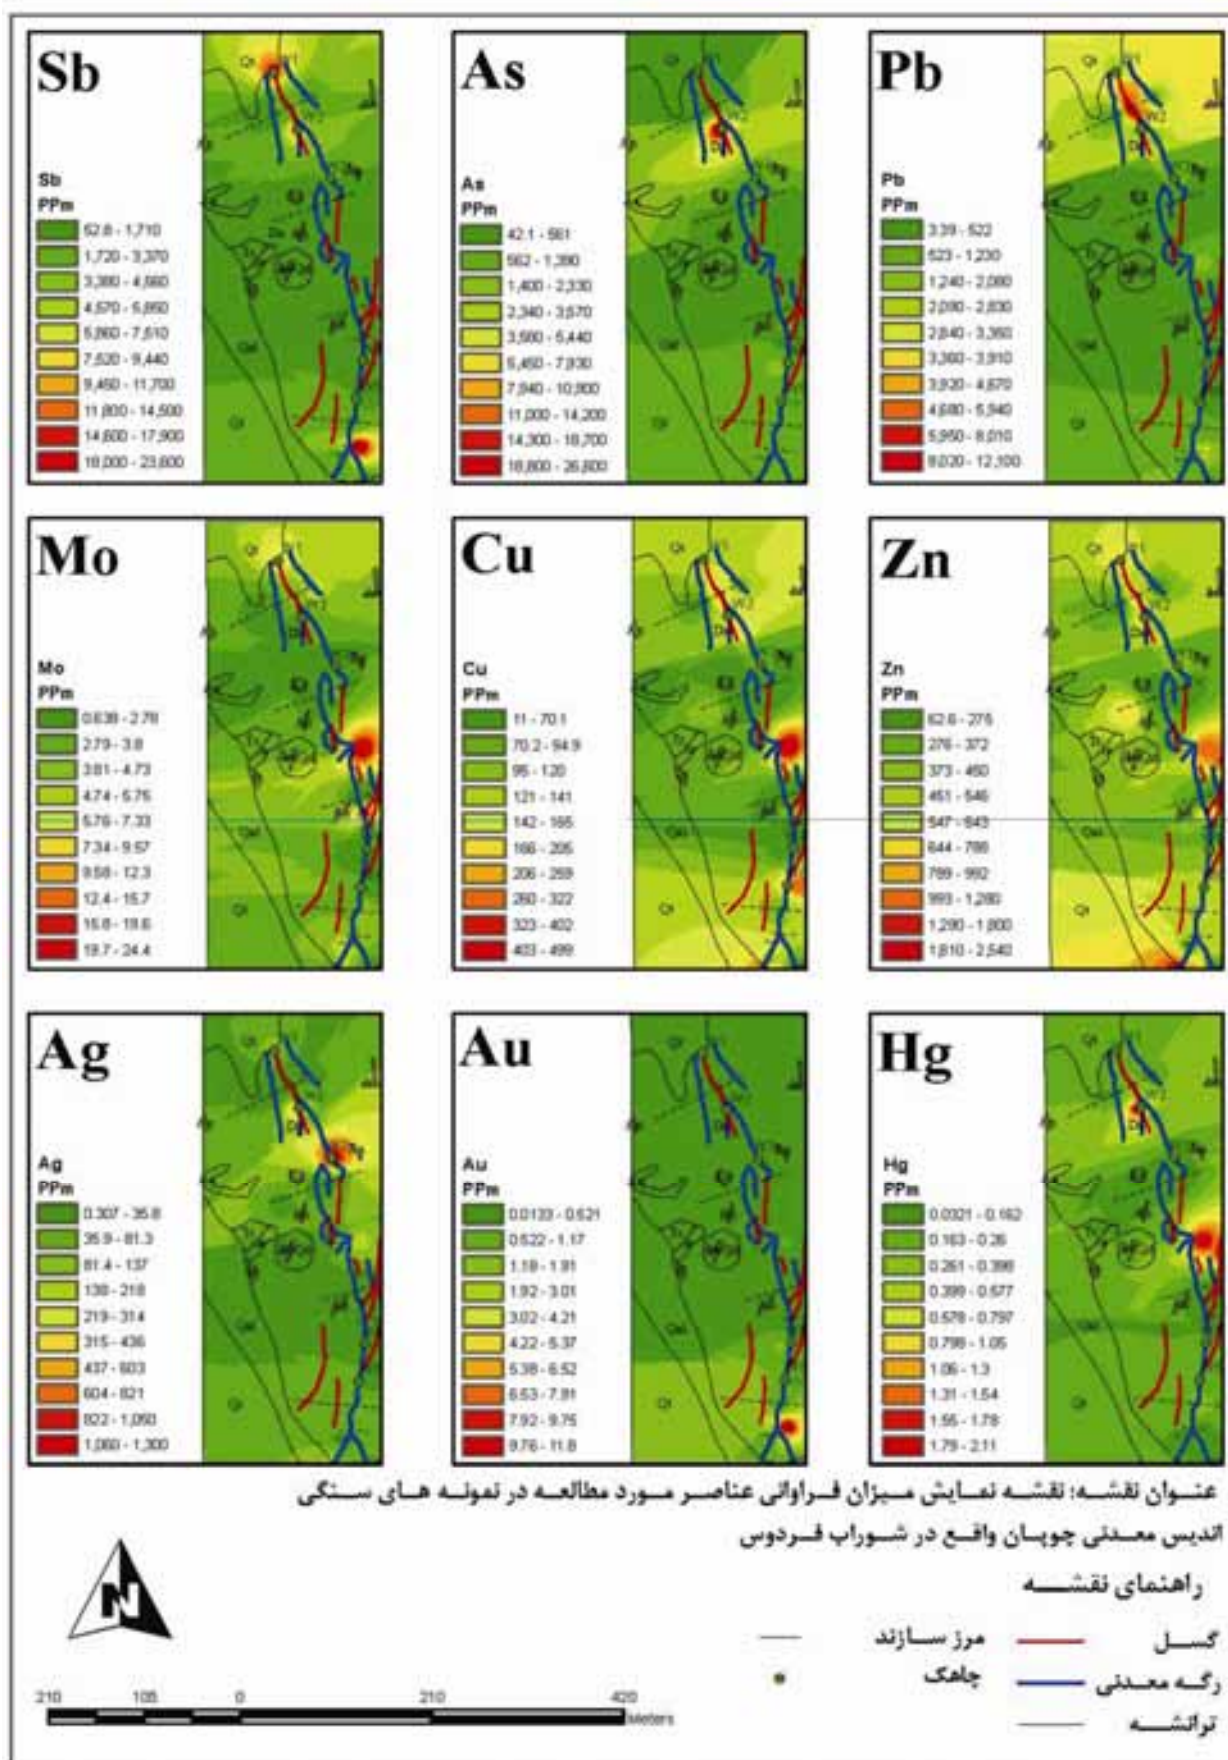 Sb
Sb
PPm
52.8 - 1,710
1,720 - 3,370
3,380 - 4,560
4,570 - 5,850
5,860 - 7,510
7,520 - 9,440
9,450 - 11,700
11,800 - 14,500
14,600 - 17,900
18,000 - 23,600
As
As
PPm
42.1 - 561
562 - 1,390
1,400 - 2,330
2,340 - 3,570
3,580 - 5,440
5,450 - 7,930
7,940 - 10,900
11,000 - 14,200
14,300 - 18,700
18,800 - 26,800
Pb
Pb
PPm
3.39 - 522
523 - 1,230
1,240 - 2,080
2,090 - 2,830
2,840 - 3,350
3,360 - 3,910
3,920 - 4,670
4,680 - 5,940
5,950 - 8,010
8,020 - 12,100
Mo
Mo
PPm
0.638 - 2.78
2.79 - 3.8
3.81 - 4.73
4.74 - 5.75
5.76 - 7.33
7.34 - 9.57
9.58 - 12.3
12.4 - 15.7
15.8 - 19.6
19.7 - 24.4
Cu
Cu
PPm
11 - 70.1
70.2 - 94.9
95 - 120
121 - 141
142 - 165
166 - 205
206 - 259
260 - 322
323 - 402
403 - 499
Zn
Zn
PPm
62.6 - 275
276 - 372
373 - 450
451 - 546
547 - 643
644 - 788
789 - 992
993 - 1,280
1,290 - 1,800
1,810 - 2,540
Ag
Ag
PPm
0.307 - 35.8
35.9 - 81.3
81.4 - 137
138 - 218
219 - 314
315 - 436
437 - 603
604 - 821
822 - 1,050
1,060 - 1,300
Au
Au
PPm
0.0133 - 0.521
0.522 - 1.17
1.18 - 1.91
1.92 - 3.01
3.02 - 4.21
4.22 - 5.37
5.38 - 6.52
6.53 - 7.91
7.92 - 9.75
9.76 - 11.8
Hg
Hg
PPm
0.0321 - 0.162
0.163 - 0.26
0.261 - 0.398
0.399 - 0.577
0.578 - 0.797
0.798 - 1.05
1.06 - 1.3
1.31 - 1.54
1.55 - 1.78
1.79 - 2.11
عنوان نقشه: نقشه نمایش میزان فراوانی عناصر مورد مطالعه در نمونه های سنگی
اندیس معدنی چوپان واقع در شوراب فردوس
راهنمای نقشه
گسل
مرز سازند
رگه معدنی
چاهک
ترانشه
N
210 105 0 210 420
Meters